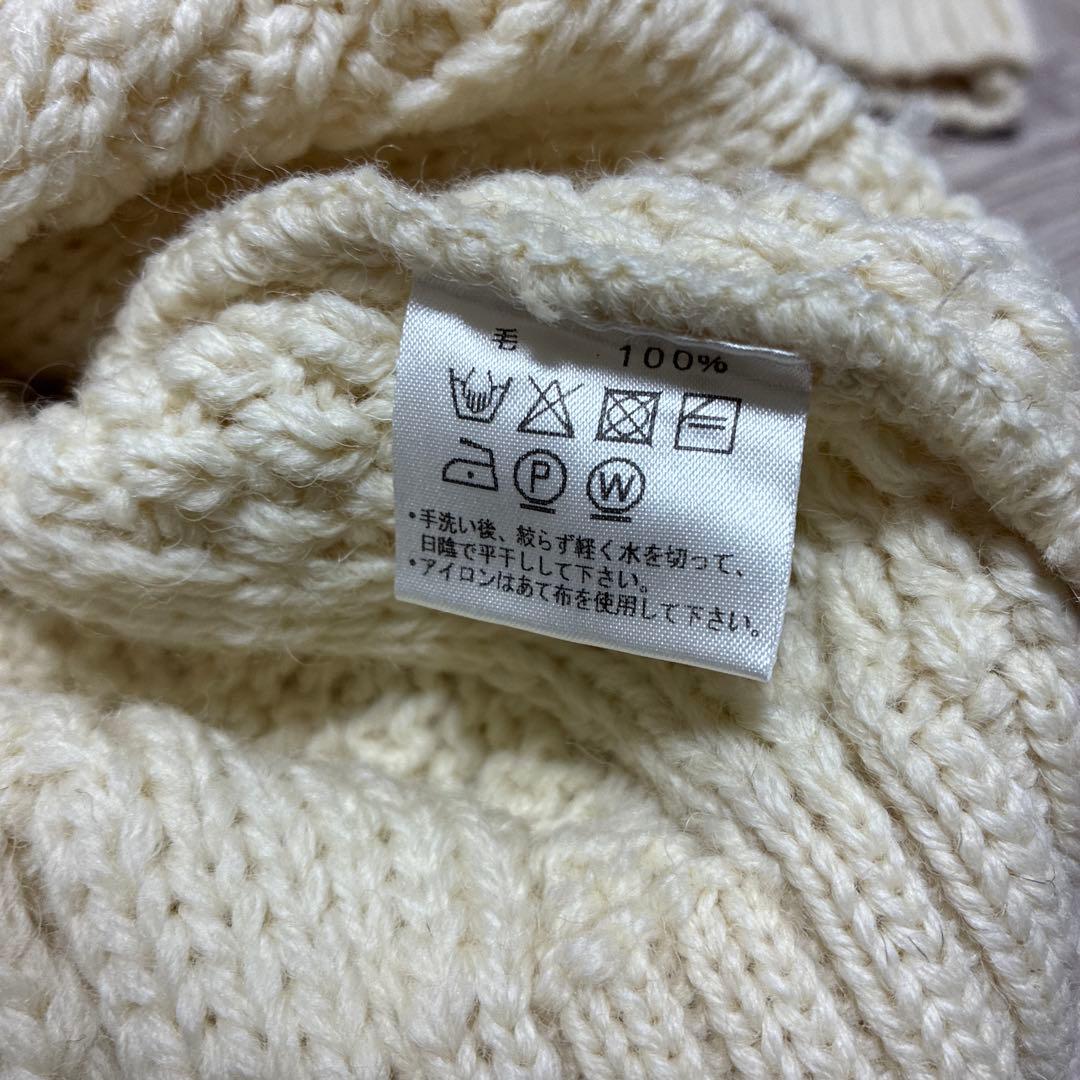 毛 100%
P W
・手洗い後、絞らず軽く水を切って、
日陰で平干しして下さい。
・アイロンはあて布を使用して下さい。